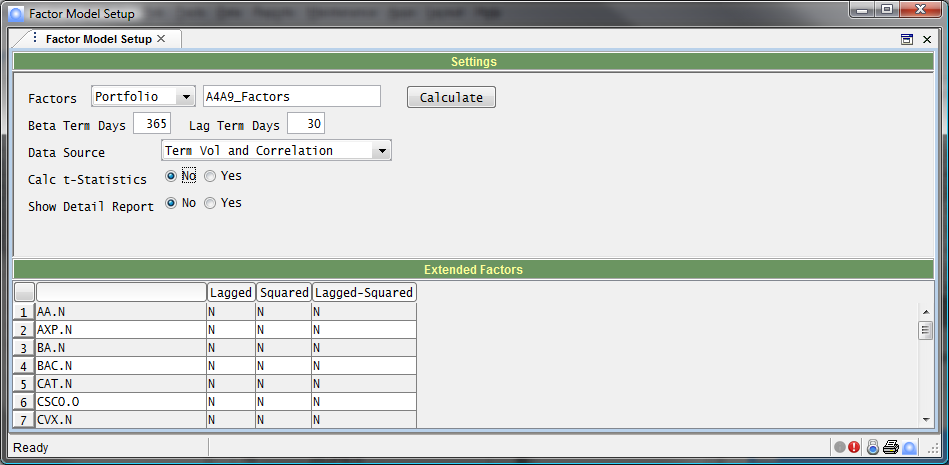 Factor Model Setup
Factor Model Setup
Settings
Factors Portfolio A4A9_Factors Calculate
Beta Term Days 365 Lag Term Days 30
Data Source Term Vol and Correlation
Calc t-Statistics No Yes
Show Detail Report No Yes
Extended Factors
Lagged Squared Lagged-Squared
1 AA.N N N N
2 AXP.N N N N
3 BA.N N N N
4 BAC.N N N N
5 CAT.N N N N
6 CSCO.O N N N
7 CVX.N N N N
Ready